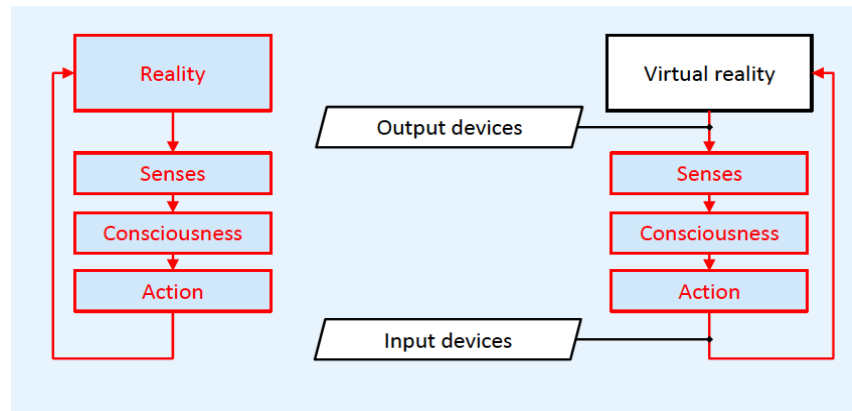 Reality
Senses
Consciousness
Action
Output devices
Input devices
Virtual reality
Senses
Consciousness
Action